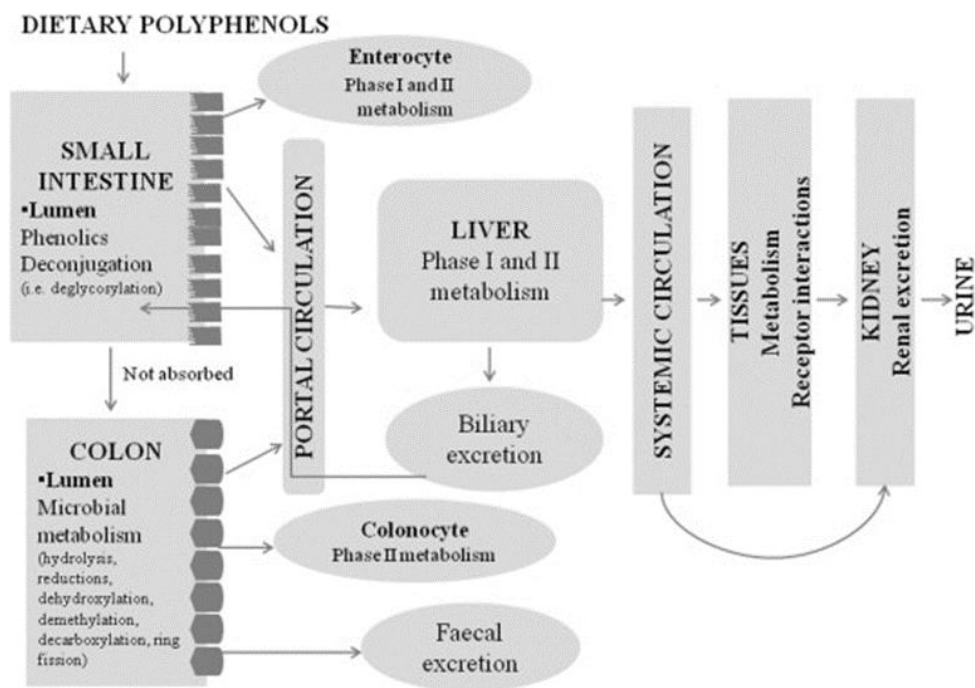 DIETARY POLYPHENOLS
Enterocyte
Phase I and II
metabolism
SMALL
INTESTINE
▪Lumen
Phenolics
Deconjugation
(i.e. deglycosylation)
Not absorbed
COLON
▪Lumen
Microbial
metabolism
(hydrolysis,
reductions,
dehydroxylation,
demethylation,
decarboxylation, ring
fission)
PORTAL CIRCULATION
LIVER
Phase I and II
metabolism
Biliary
excretion
Colonocyte
Phase II metabolism
Faecal
excretion
SYSTEMIC CIRCULATION
TISSUES
Metabolism
Receptor interactions
KIDNEY
Renal excretion
URINE